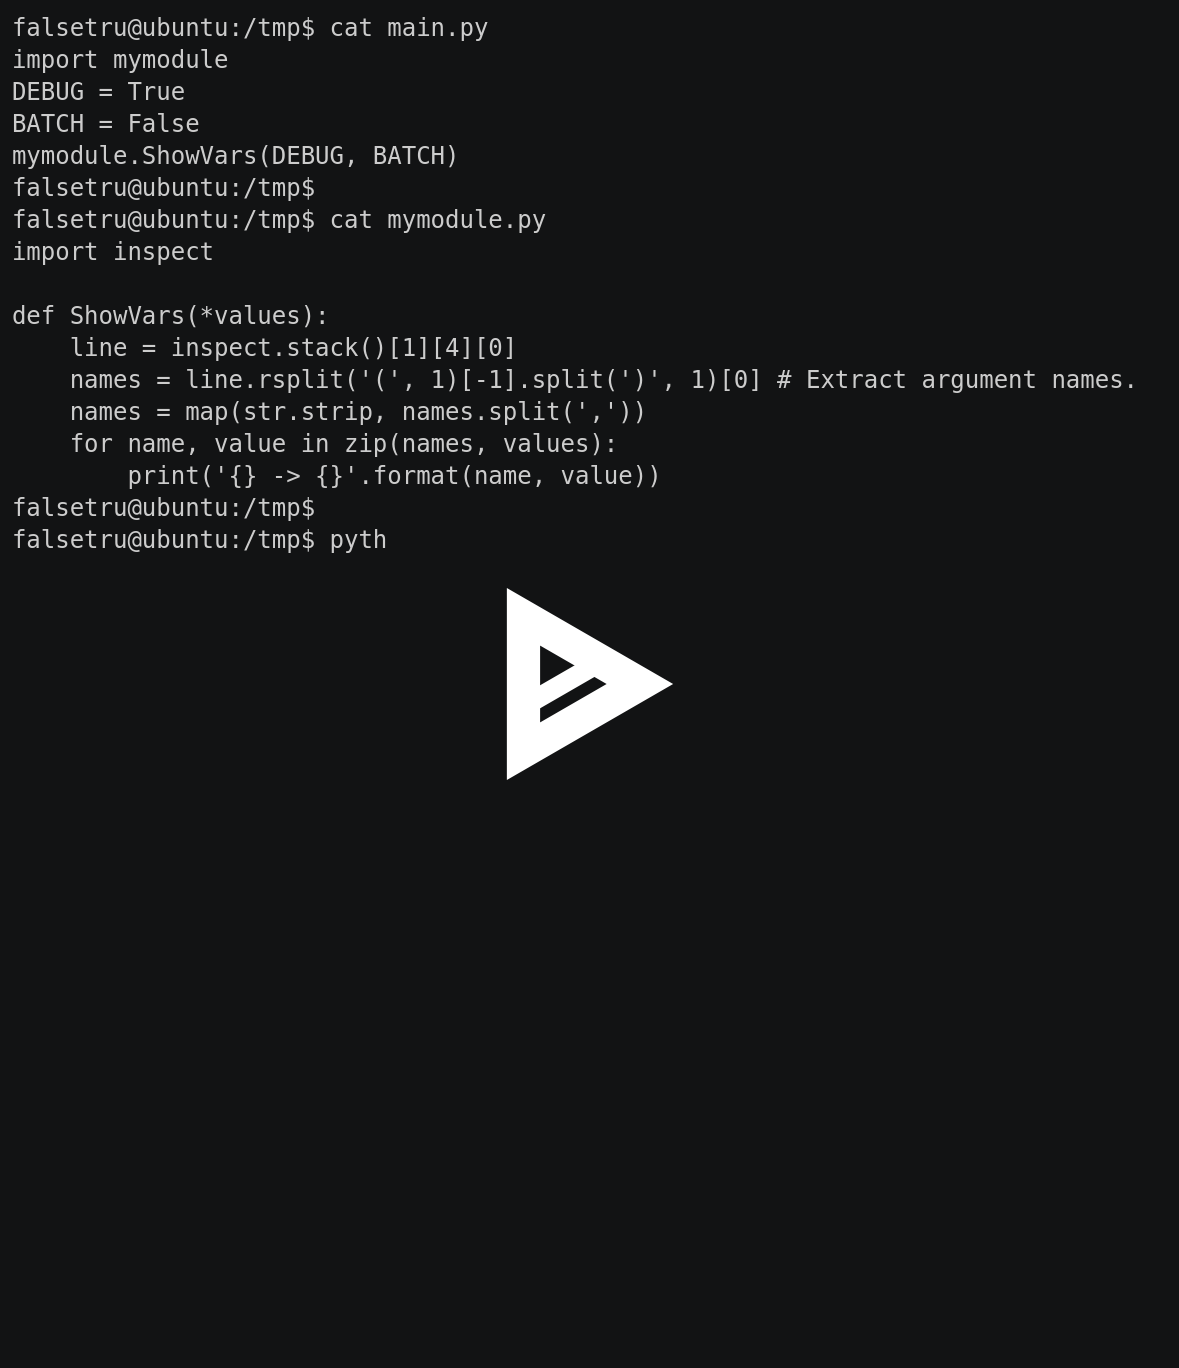 falsetru@ubuntu:/tmp$ cat main.py
import mymodule
DEBUG = True
BATCH = False
mymodule.ShowVars(DEBUG, BATCH)
falsetru@ubuntu:/tmp$
falsetru@ubuntu:/tmp$ cat mymodule.py
import inspect

def ShowVars(*values):
    line = inspect.stack()[1][4][0]
    names = line.rsplit('(', 1)[-1].split(')', 1)[0] # Extract argument names.
    names = map(str.strip, names.split(','))
    for name, value in zip(names, values):
        print('{} -> {}'.format(name, value))
falsetru@ubuntu:/tmp$
falsetru@ubuntu:/tmp$ pyth